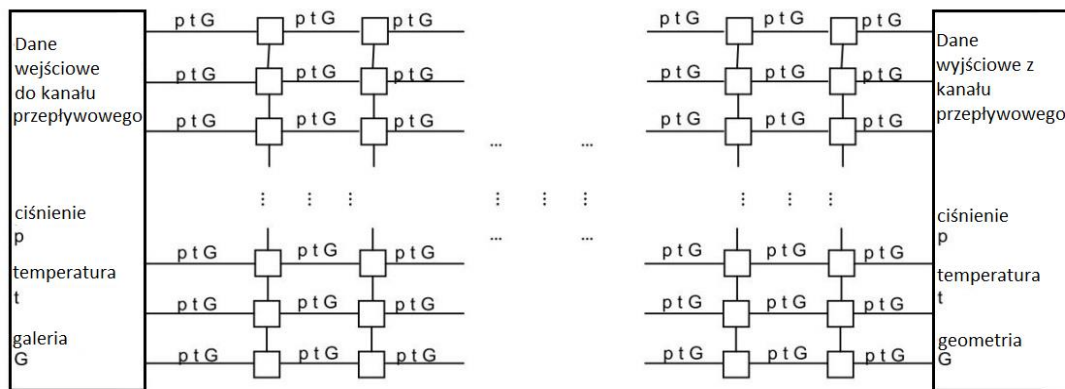 p t G p t G p t G p t G p t G p t G
Dane
wejściowe
do kanału
przepływowego
Dane
wyjściowe z
kanału
przepływowego
p t G p t G p t G p t G p t G p t G
p t G p t G p t G ... ... p t G p t G p t G
⋮ ⋮ ⋮ ⋮ ⋮ ⋮ ⋮ ⋮ ⋮
ciśnienie
p
ciśnienie
p
p t G p t G p t G ... ... p t G p t G p t G
temperatura
t
temperatura
t
p t G p t G p t G p t G p t G p t G
galeria
G
geometria
G
p t G p t G p t G p t G p t G p t G